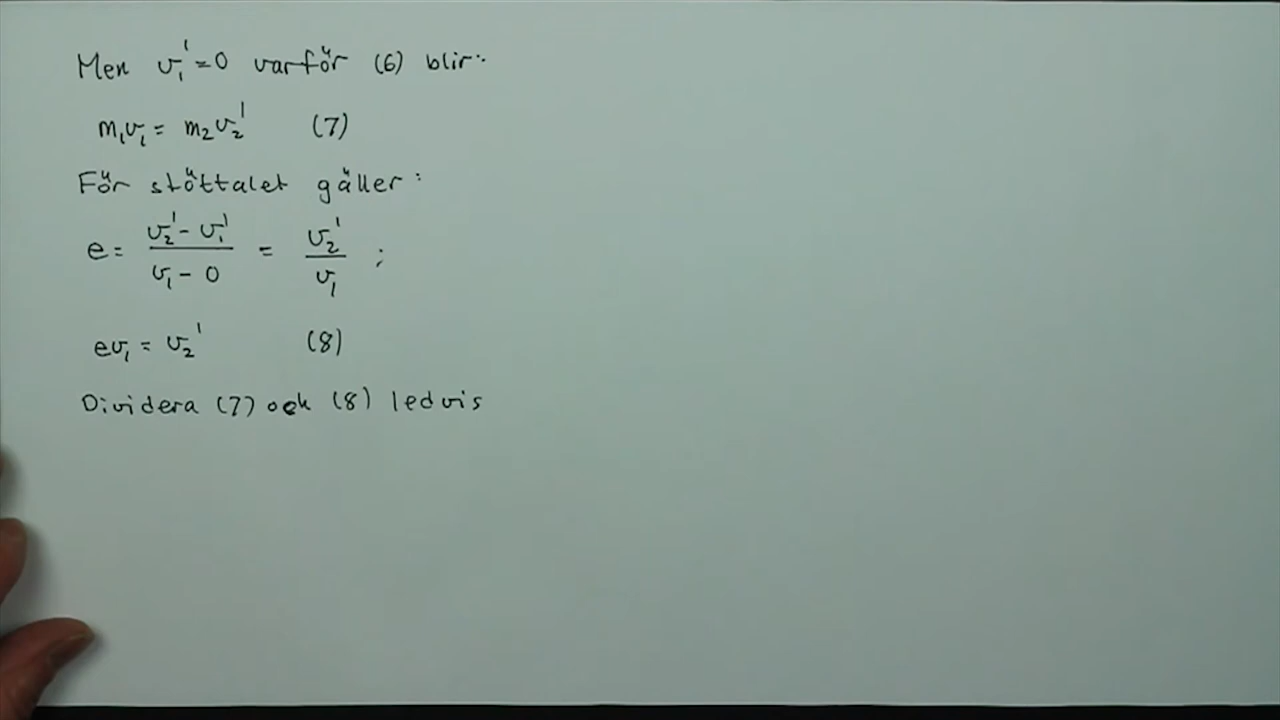 Men v₁' = 0 varför (6) blir:
m₁v₁ = m₂v₂' (7)
För stöttalet gäller:
e = (v₂' - v₁') / (v₁ - 0) = v₂' / v₁ ;
ev₁ = v₂' (8)
Dividera (7) och (8) ledvis